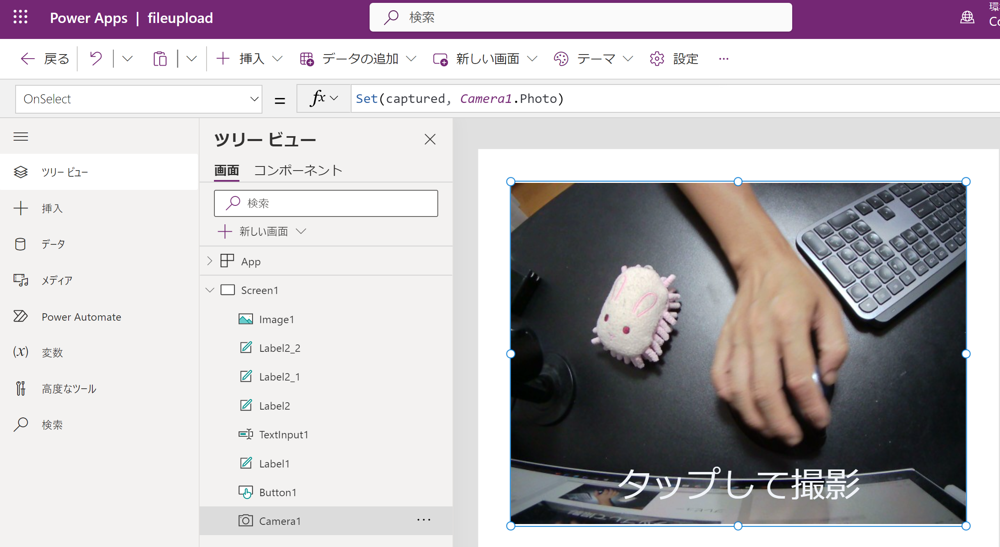 Power Apps | fileupload
検索
戻る
挿入
データの追加
新しい画面
テーマ
設定
OnSelect
=
fx
Set(captured, Camera1.Photo)
ツリー ビュー
挿入
データ
メディア
Power Automate
(x) 変数
高度なツール
検索
ツリー ビュー
画面
コンポーネント
検索
新しい画面
App
Screen1
Image1
Label2_2
Label2_1
Label2
TextInput1
Label1
Button1
Camera1
タップして撮影